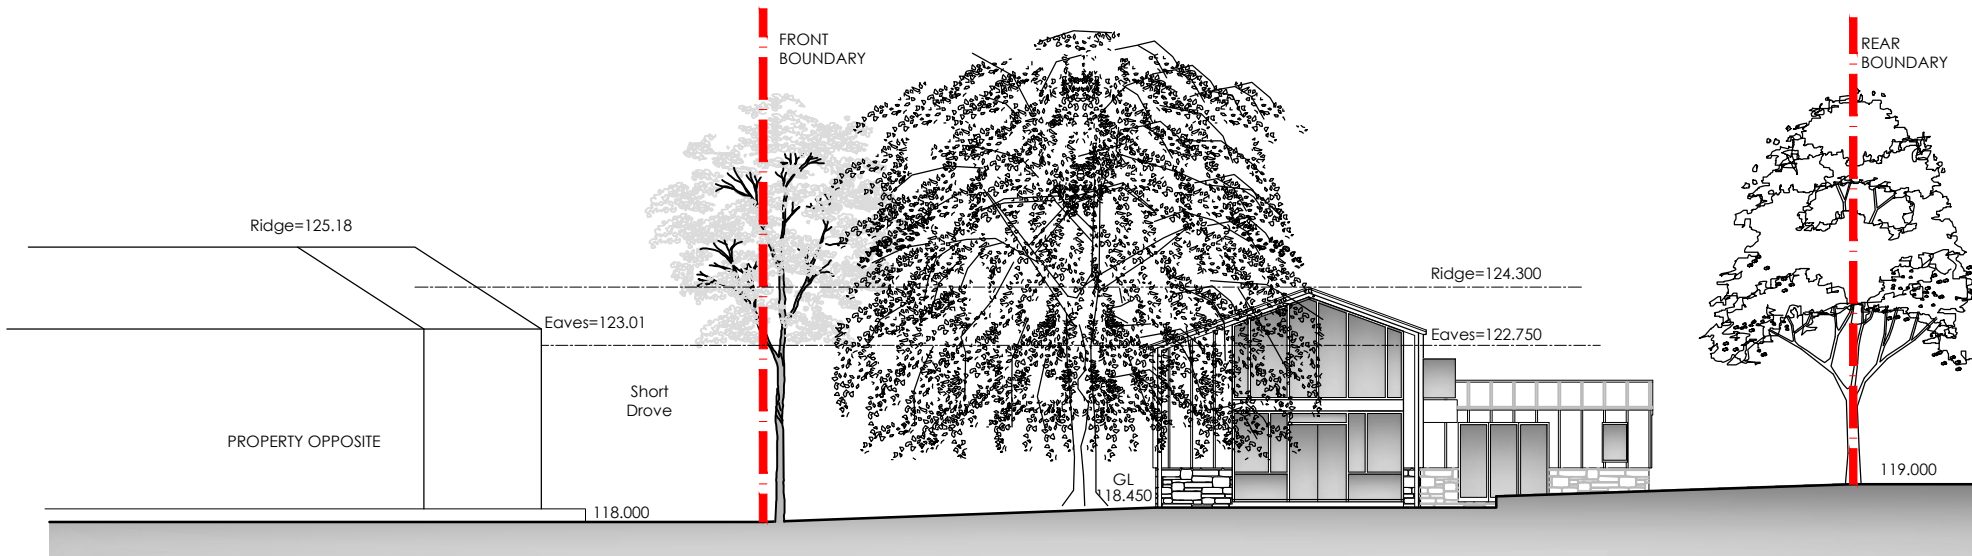 FRONT
BOUNDARY
REAR
BOUNDARY
Ridge=125.18
Ridge=124.300
Eaves=123.01
Eaves=122.750
Short
Drove
PROPERTY OPPOSITE
119.000
GL
118.450
118.000